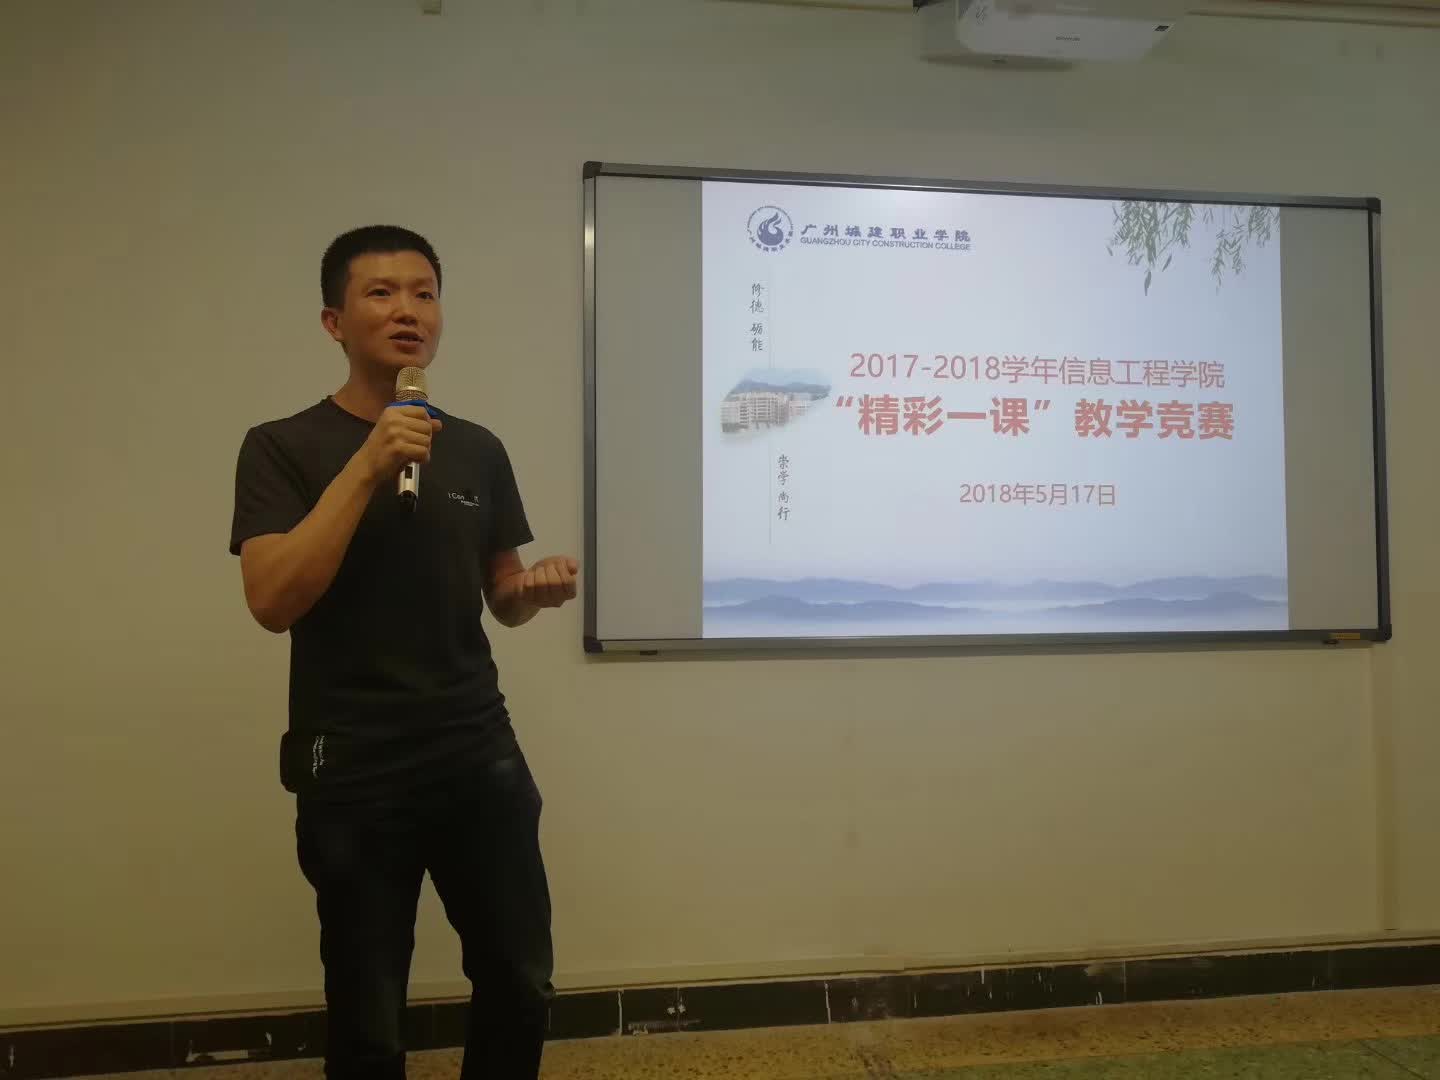 广州城建职业学院
GUANGZHOU CITY CONSTRUCTION COLLEGE
修德 砺能
2017-2018学年信息工程学院
“精彩一课”教学竞赛
崇学 尚行
2018年5月17日
I Con